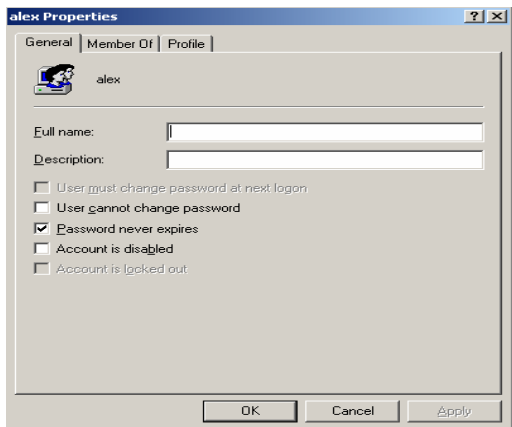 alex Properties
General Member Of Profile
alex
Full name:
Description:
User must change password at next logon
User cannot change password
Password never expires
Account is disabled
Account is locked out
OK Cancel Apply